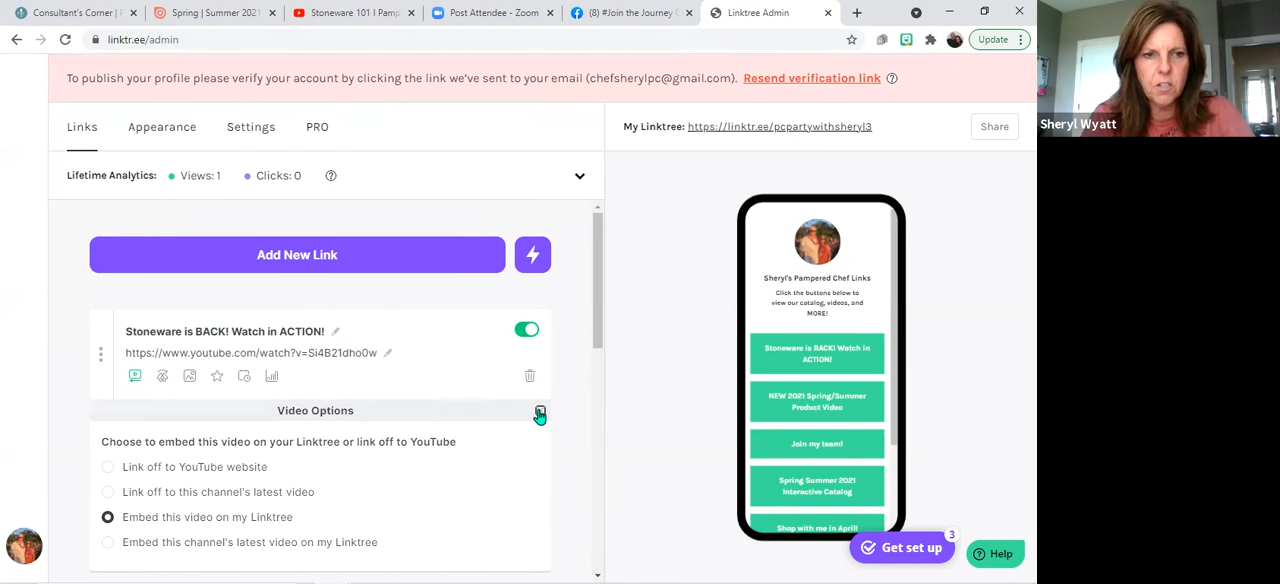 Consultant's Corner |
Spring | Summer 2021
Stoneware 101 I Pamp
Post Attendee - Zoom
(8) #Join the Journey
Linktree Admin
linktr.ee/admin
Update
To publish your profile please verify your account by clicking the link we've sent to your email (chefsherylpc@gmail.com). Resend verification link
Links Appearance Settings PRO
My Linktree: https://linktr.ee/pcpartywithsheryl3
Share
Lifetime Analytics: Views: 1 Clicks: 0
Add New Link
Stoneware is BACK! Watch in ACTION!
https://www.youtube.com/watch?v=Si4B21dho0w
Video Options
Choose to embed this video on your Linktree or link off to YouTube
Link off to YouTube website
Link off to this channel's latest video
Embed this video on my Linktree
Embed this channel's latest video on my Linktree
Sheryl's Pampered Chef Links
Click the buttons below to
view our catalog, videos, and
MORE!
Stoneware is BACK! Watch in
ACTION!
NEW 2021 Spring/Summer
Product Video
Join my team!
Spring Summer 2021
Interactive Catalog
Shop with me in April!
Get set up
3
Help
Sheryl Wyatt